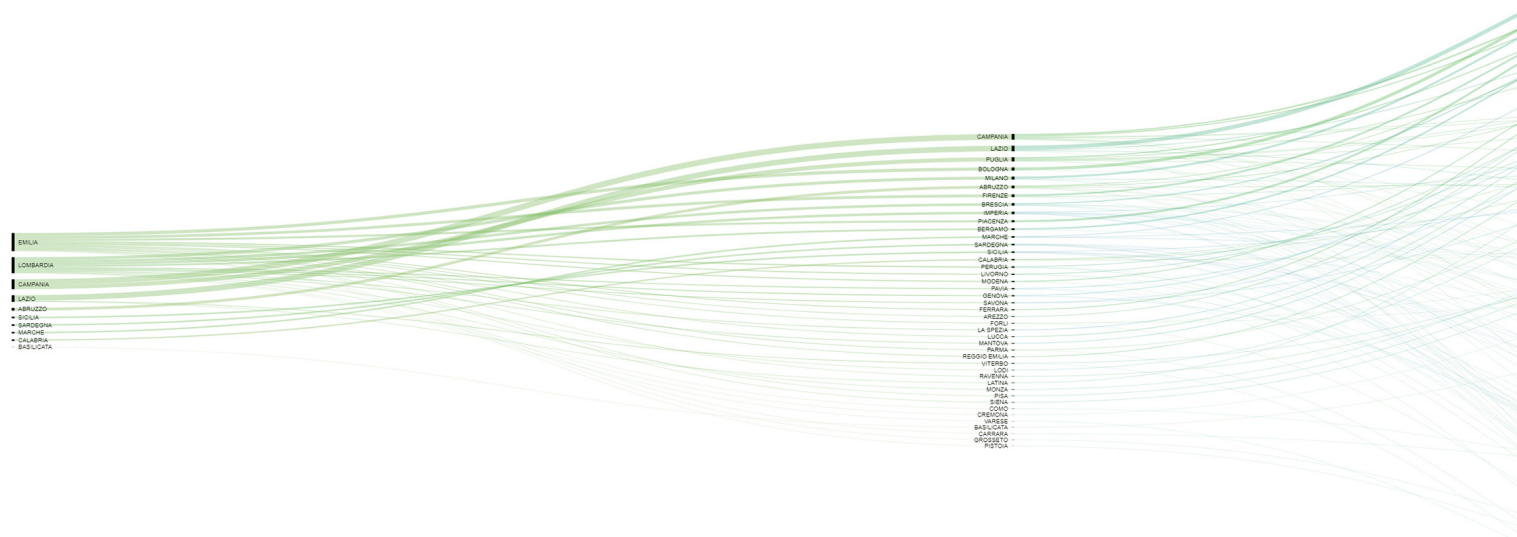 EMILIA
LOMBARDIA
CAMPANIA
LAZIO
ABRUZZO
SICILIA
SARDEGNA
MARCHE
CALABRIA
BASILICATA
CAMPANIA
LAZIO
PUGLIA
BOLOGNA
MILANO
ABRUZZO
FIRENZE
BRESCIA
IMPERIA
PIACENZA
BERGAMO
MARCHE
SARDEGNA
SICILIA
CALABRIA
PERUGIA
LIVORNO
MODENA
PAVIA
GENOVA
SAVONA
FERRARA
AREZZO
FORLI
LA SPEZIA
LUCCA
MANTOVA
PARMA
REGGIO EMILIA
VITERBO
LODI
RAVENNA
LATINA
MONZA
PISA
SIENA
COMO
CREMONA
VARESE
BASILICATA
CARRARA
GROSSETO
PISTOIA